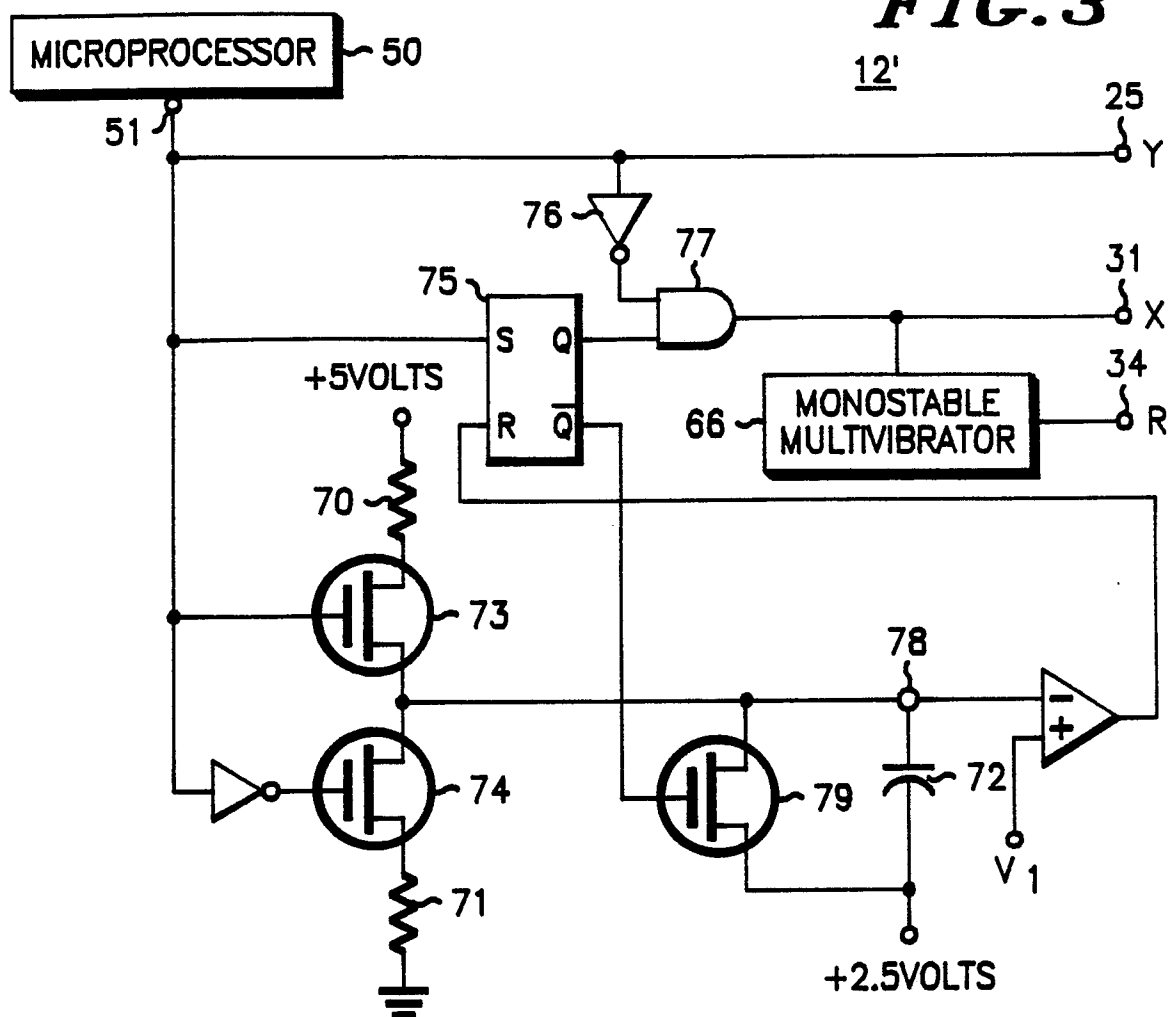 FIG. 3
MICROPROCESSOR 50
12'
51
25
Y
76
77
75
31
X
S Q
+5VOLTS
34
R Q̅
MONOSTABLE
MULTIVIBRATOR
66
R
70
73
78
74
79
72
V1
71
+2.5VOLTS
-
+